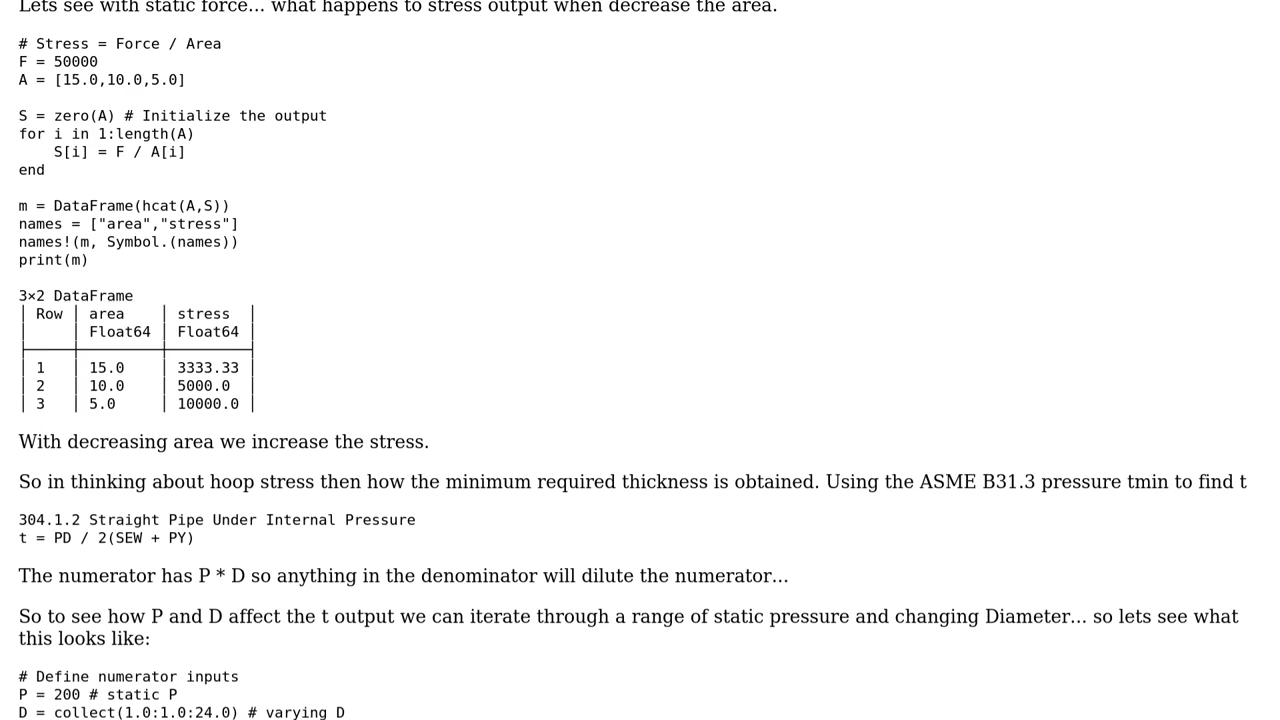 Lets see with static force... what happens to stress output when decrease the area.
# Stress = Force / Area
F = 50000
A = [15.0,10.0,5.0]
S = zero(A) # Initialize the output
for i in 1:length(A)
    S[i] = F / A[i]
end
m = DataFrame(hcat(A,S))
names = ["area","stress"]
names!(m, Symbol.(names))
print(m)
3×2 DataFrame
│ Row │ area    │ stress  │
│     │ Float64 │ Float64 │
├─────┼─────────┼─────────┤
│ 1   │ 15.0    │ 3333.33 │
│ 2   │ 10.0    │ 5000.0  │
│ 3   │ 5.0     │ 10000.0 │
With decreasing area we increase the stress.
So in thinking about hoop stress then how the minimum required thickness is obtained. Using the ASME B31.3 pressure tmin to find t
304.1.2 Straight Pipe Under Internal Pressure
t = PD / 2(SEW + PY)
The numerator has P * D so anything in the denominator will dilute the numerator...
So to see how P and D affect the t output we can iterate through a range of static pressure and changing Diameter... so lets see what
this looks like:
# Define numerator inputs
P = 200 # static P
D = collect(1.0:1.0:24.0) # varying D